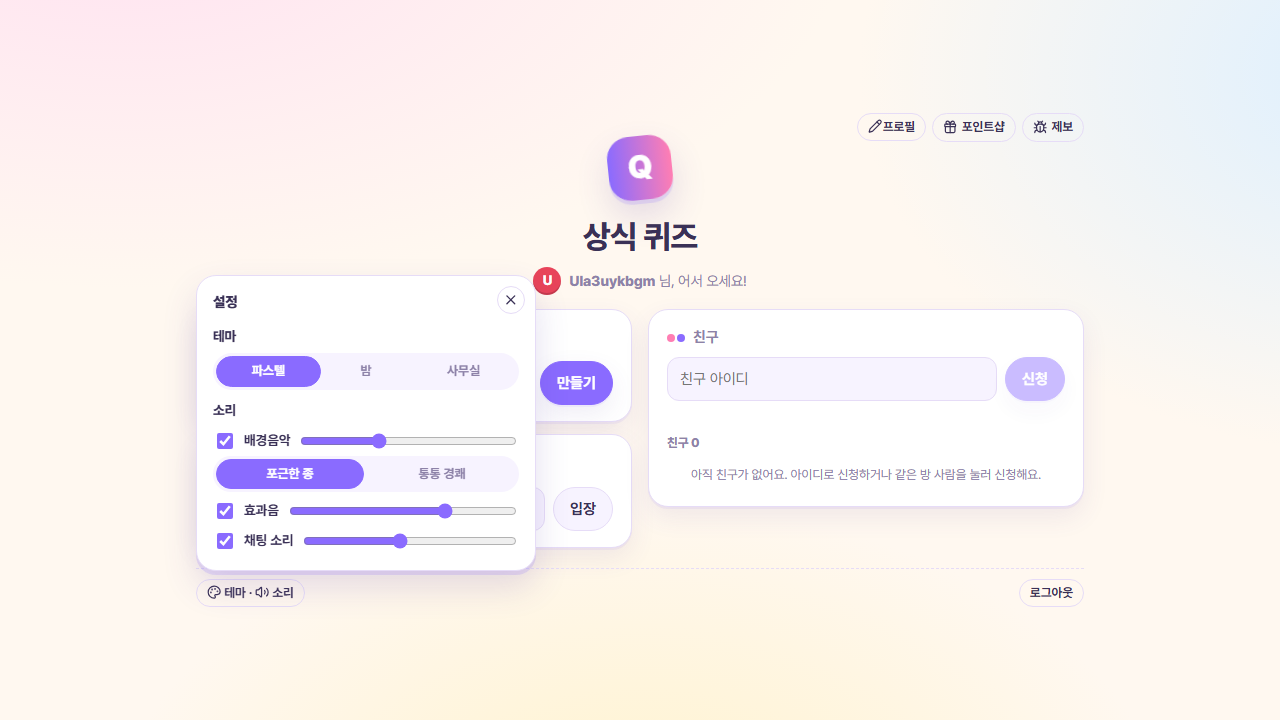 프로필
포인트샵
제보
Q
상식 퀴즈
U
Ula3uykbgm 님, 어서 오세요!
설정
테마
파스텔
밤
사무실
소리
배경음악
포근한 종
통통 경쾌
효과음
채팅 소리
만들기
입장
친구
친구 아이디
신청
친구 0
아직 친구가 없어요. 아이디로 신청하거나 같은 방 사람을 눌러 신청해요.
테마 · 소리
로그아웃